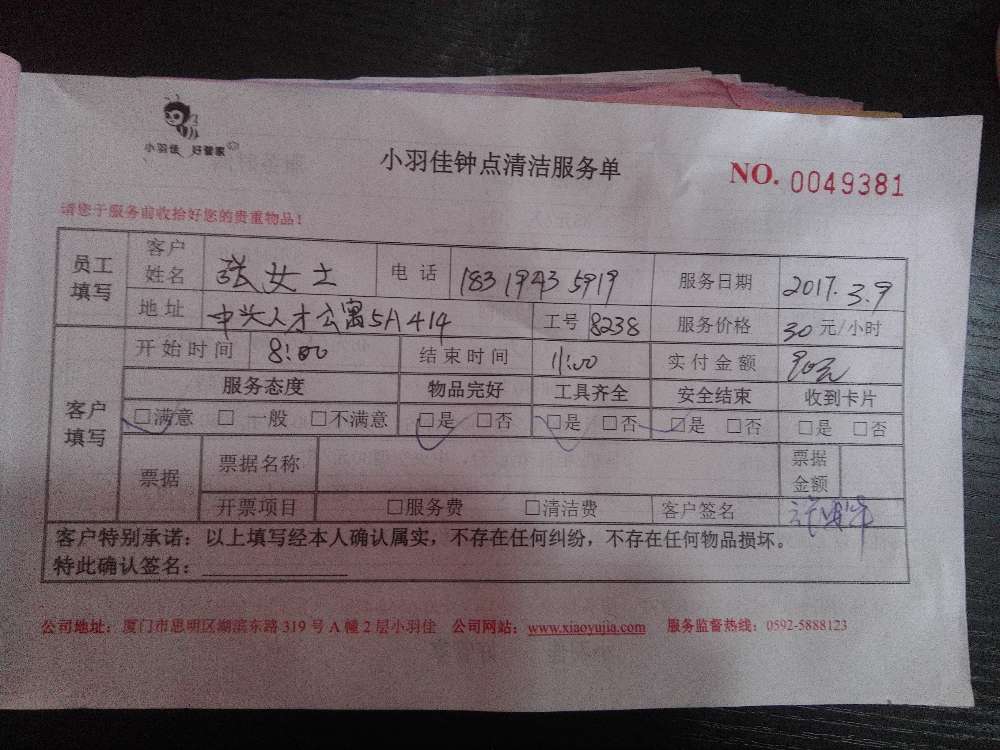 小羽佳 好管家
小羽佳钟点清洁服务单
NO. 0049381
请您于服务前收拾好您的贵重物品！
员工填写 客户姓名 张女士 电话 18319435919 服务日期 2017.3.9
地址 中兴人才公寓5A414 工号 8238 服务价格 30元/小时
客户填写 开始时间 8:00 结束时间 11:00 实付金额 90元
服务态度 物品完好 工具齐全 安全结束 收到卡片
☑满意 □一般 □不满意 ☑是 □否 ☑是 □否 ☑是 □否 □是 □否
票据 票据名称 票据金额
开票项目 □服务费 □清洁费 客户签名
客户特别承诺：以上填写经本人确认属实，不存在任何纠纷，不存在任何物品损坏。
特此确认签名：
公司地址：厦门市思明区湖滨东路319号A幢2层小羽佳 公司网站：www.xiaoyujia.com 服务监督热线：0592-5888123